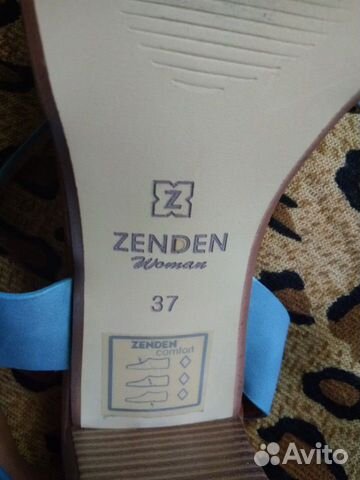 Z
ZENDEN
Woman
37
ZENDEN
comfort
Avito